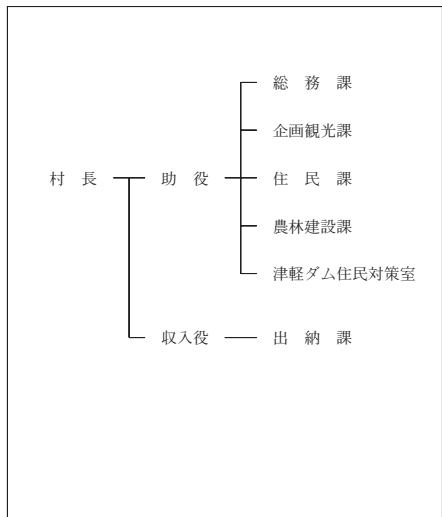 総　務　課
企画観光課
村　長　助　役　住　民　課
農林建設課
津軽ダム住民対策室
収入役　出　納　課